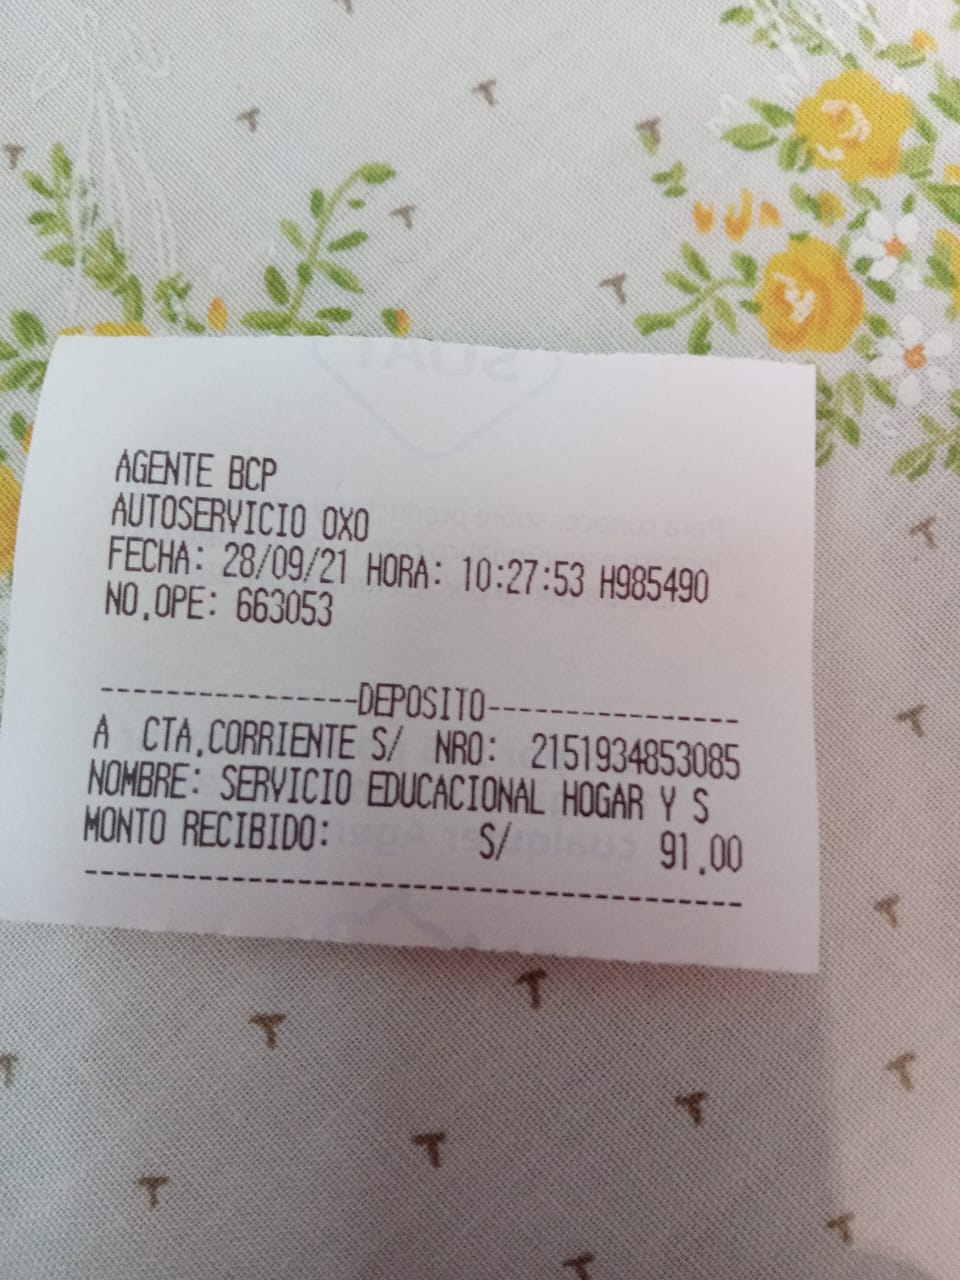 AGENTE BCP
AUTOSERVICIO OXO
FECHA: 28/09/21 HORA: 10:27:53 H985490
NO.OPE: 663053
----------------DEPOSITO----------------
A CTA.CORRIENTE S/ NRO: 2151934853085
NOMBRE: SERVICIO EDUCACIONAL HOGAR Y S
MONTO RECIBIDO: S/ 91.00
----------------------------------------